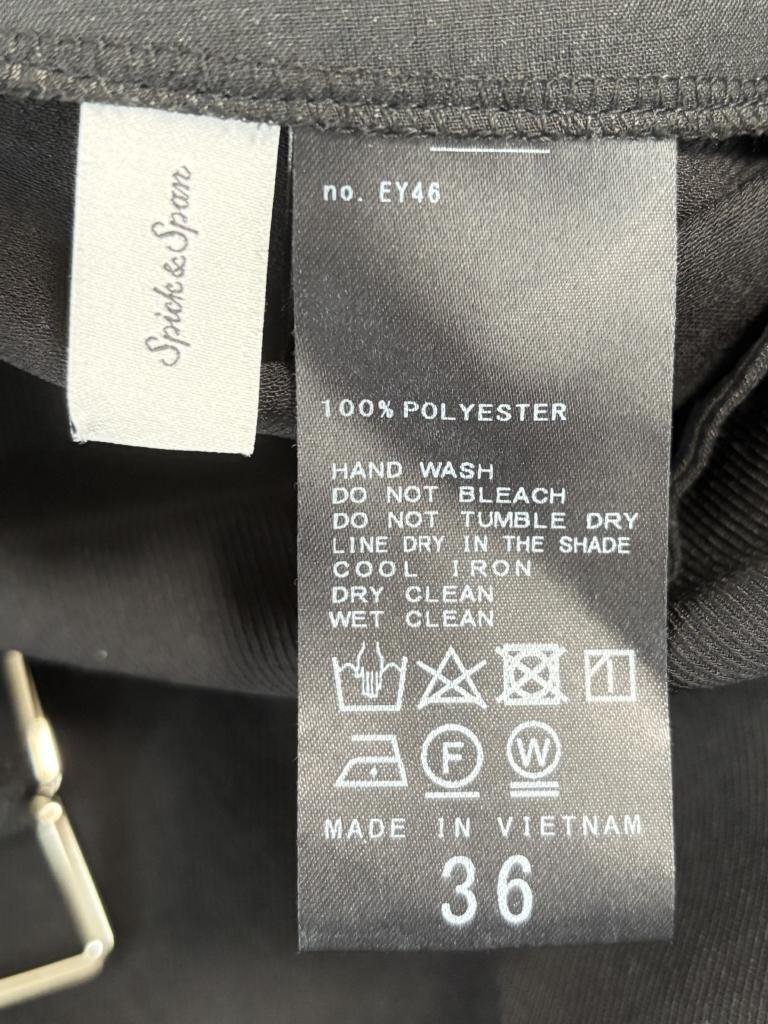 Spick & Span
no. EY46
100% POLYESTER
HAND WASH
DO NOT BLEACH
DO NOT TUMBLE DRY
LINE DRY IN THE SHADE
COOL IRON
DRY CLEAN
WET CLEAN
F W
MADE IN VIETNAM
36